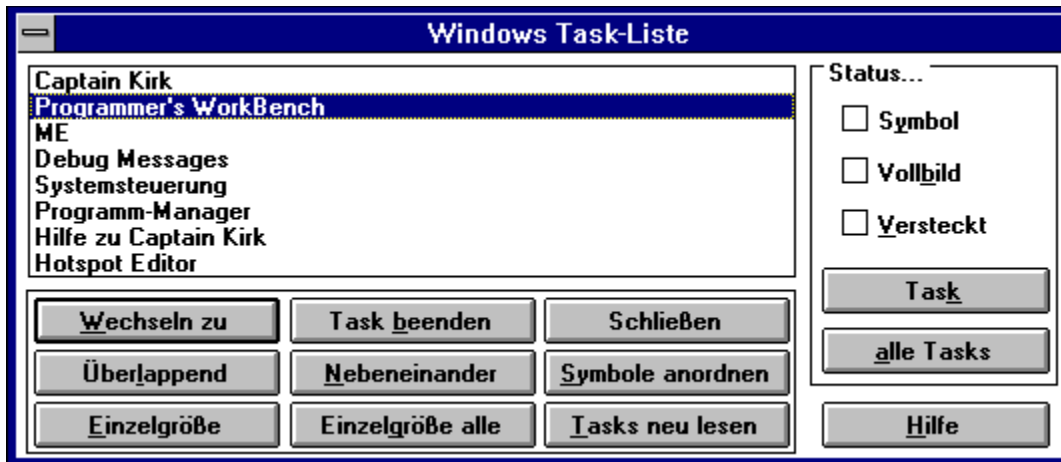 Windows Task-Liste
Captain Kirk
Programmer's WorkBench
ME
Debug Messages
Systemsteuerung
Programm-Manager
Hilfe zu Captain Kirk
Hotspot Editor
Status...
Symbol
Vollbild
Versteckt
Task
alle Tasks
Wechseln zu
Task beenden
Schließen
Überlappend
Nebeneinander
Symbole anordnen
Einzelgröße
Einzelgröße alle
Tasks neu lesen
Hilfe